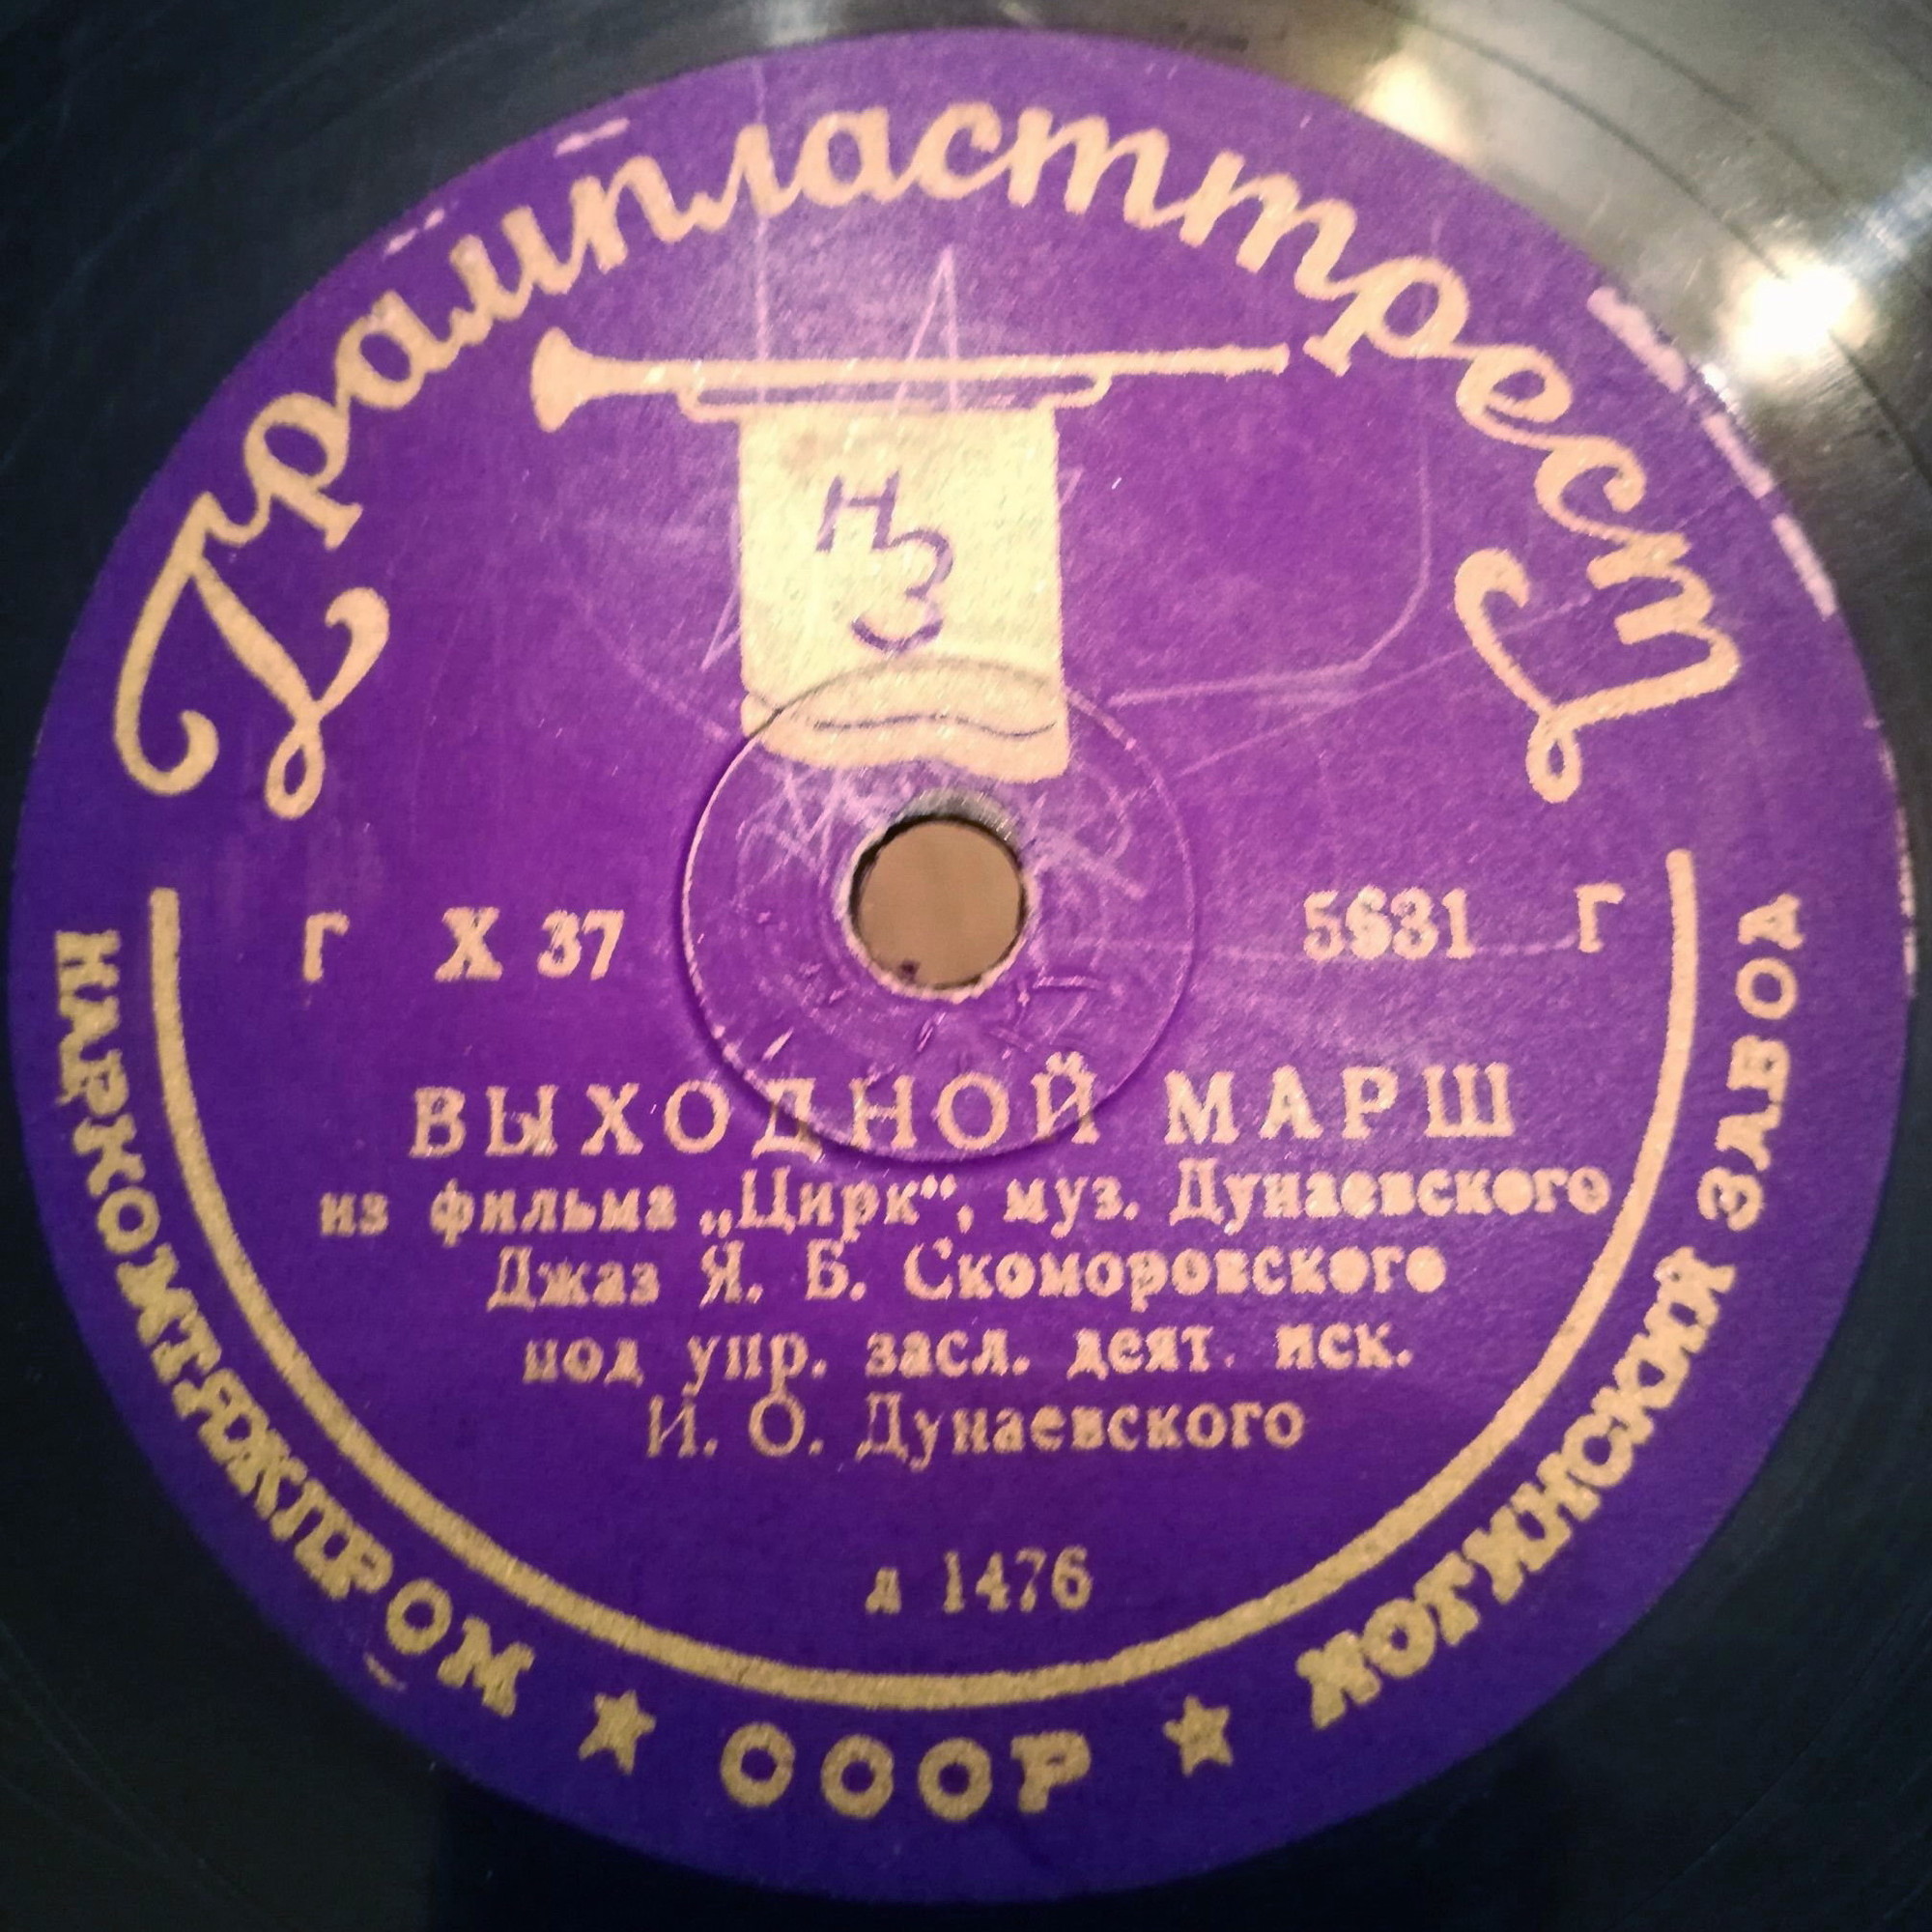 Грампласттрест
НЗ
Г Х 37 5631 Г
ВЫХОДНОЙ МАРШ
из фильма „Цирк“, муз. Дунаевского
Джаз Я. Б. Скоморовского
под упр. засл. деят. иск.
И. О. Дунаевского
л 1476
НАРКОМТЯЖПРОМ ★ СССР ★ НОГИНСКИЙ ЗАВОД